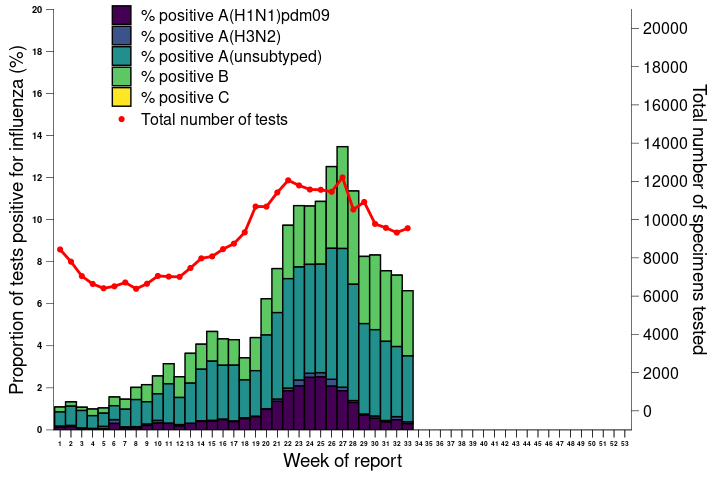 % positive A(H1N1)pdm09
% positive A(H3N2)
% positive A(unsubtyped)
% positive B
% positive C
Total number of tests
Proportion of tests positive for influenza (%)
20
18
16
14
12
10
8
6
4
2
0
20000
18000
16000
14000
12000
10000
8000
6000
4000
2000
0
Total number of specimens tested
1 2 3 4 5 6 7 8 9 10 11 12 13 14 15 16 17 18 19 20 21 22 23 24 25 26 27 28 29 30 31 32 33 34 35 36 37 38 39 40 41 42 43 44 45 46 47 48 49 50 51 52 53
Week of report